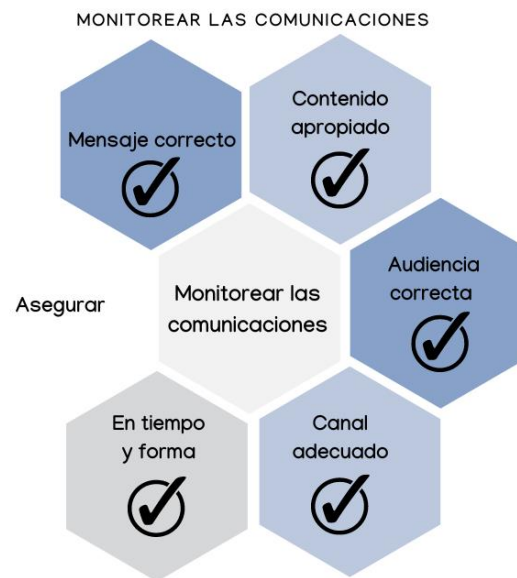 MONITOREAR LAS COMUNICACIONES
Mensaje correcto
Contenido
apropiado
Asegurar
Monitorear las
comunicaciones
Audiencia
correcta
En tiempo
y forma
Canal
adecuado